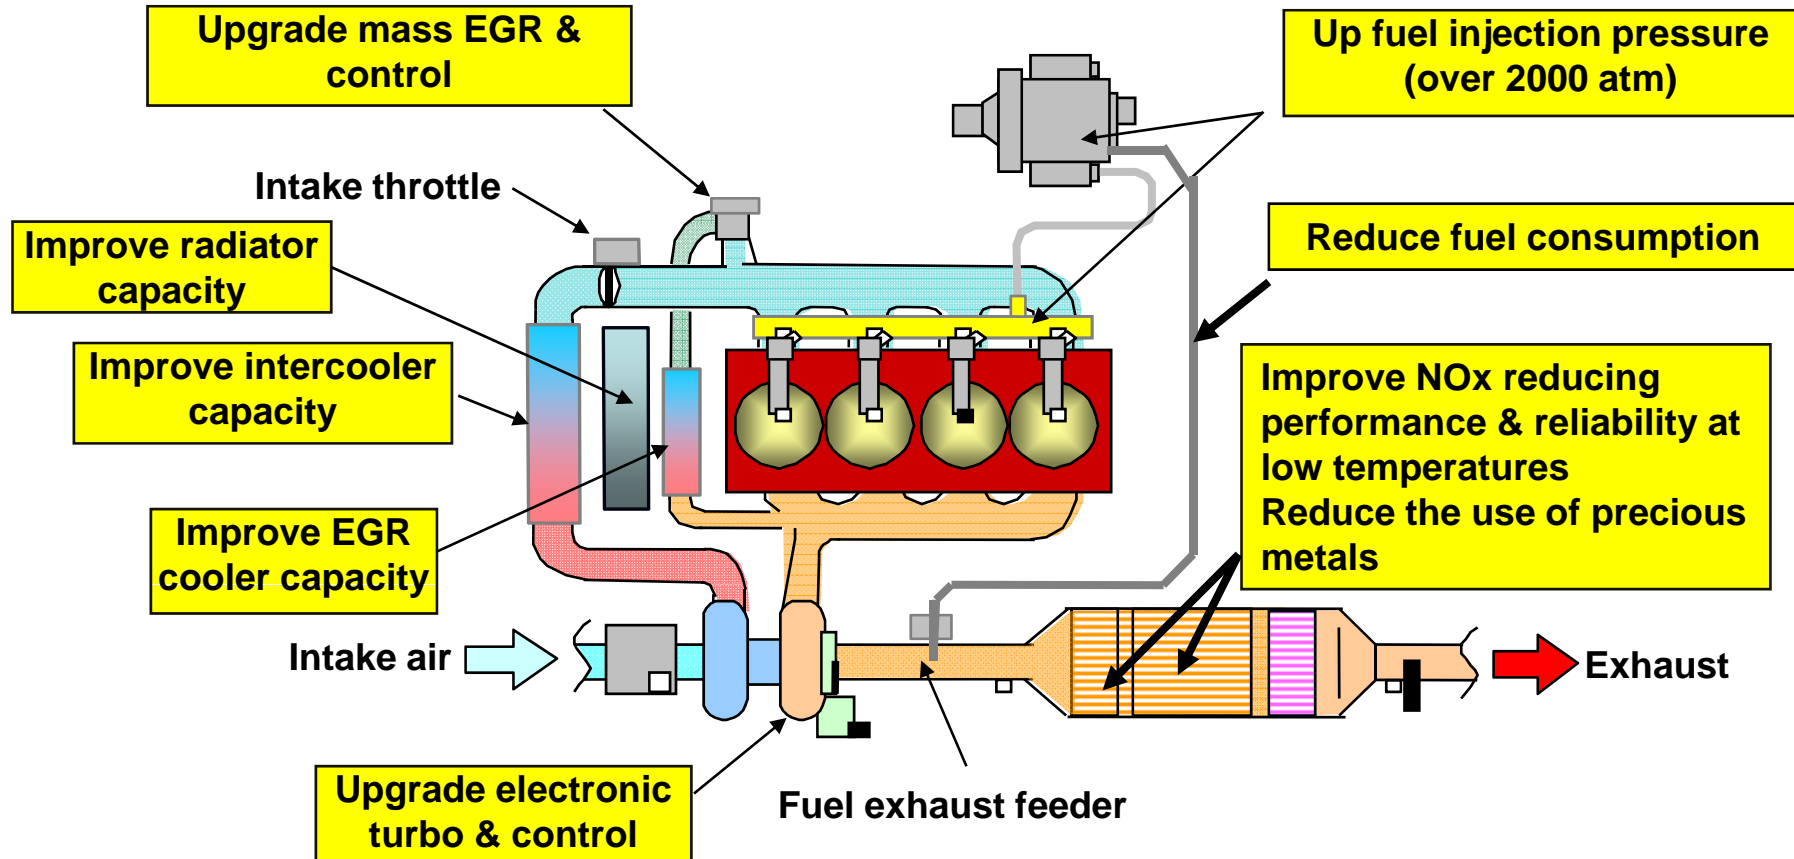 Upgrade mass EGR &
control
Up fuel injection pressure
(over 2000 atm)
Intake throttle
Improve radiator
capacity
Reduce fuel consumption
Improve intercooler
capacity
Improve NOx reducing
performance & reliability at
low temperatures
Reduce the use of precious
metals
Improve EGR
cooler capacity
Intake air
Exhaust
Upgrade electronic
turbo & control
Fuel exhaust feeder